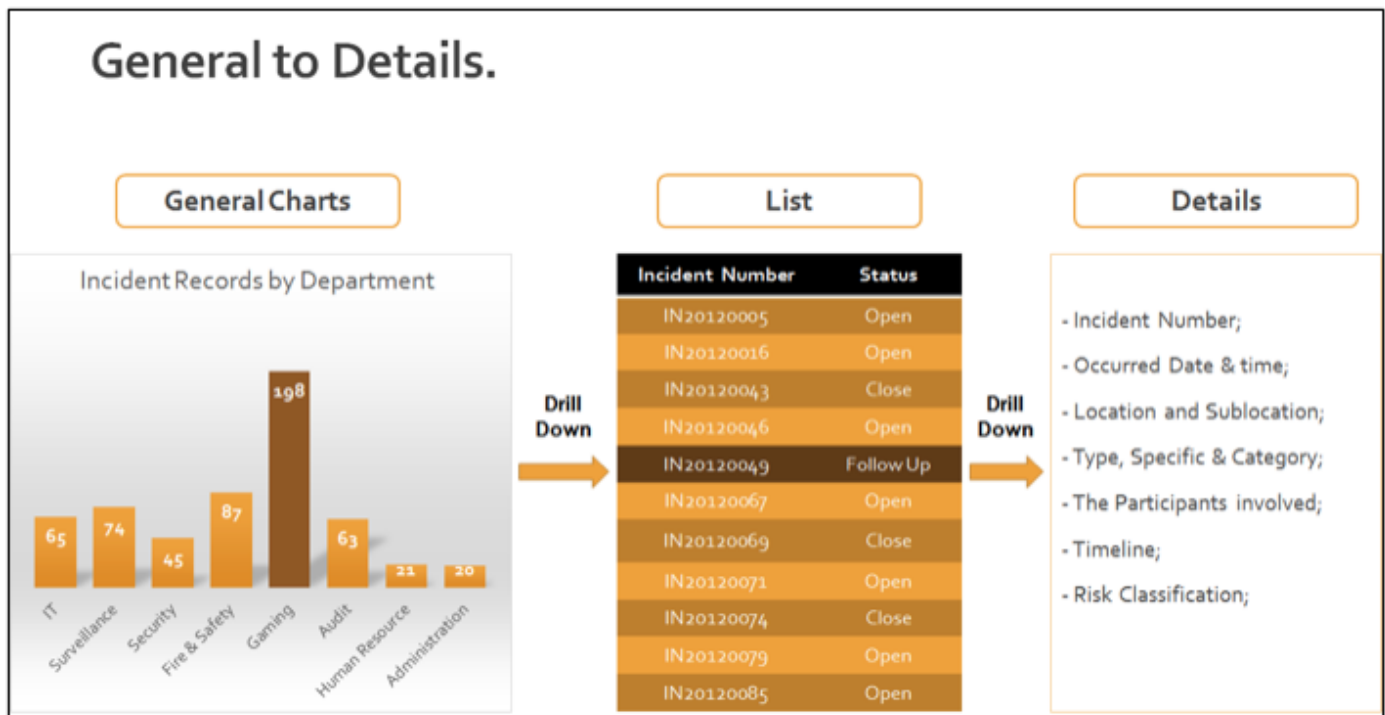 General to Details.
General Charts
Incident Records by Department
65
74
45
87
198
63
21
20
IT
Surveillance
Security
Fire & Safety
Gaming
Audit
Human Resource
Administration
Drill
Down
List
Incident Number Status
IN20120005 Open
IN20120016 Open
IN20120043 Close
IN20120046 Open
IN20120049 Follow Up
IN20120067 Open
IN20120069 Close
IN20120071 Open
IN20120074 Close
IN20120079 Open
IN20120085 Open
Drill
Down
Details
- Incident Number;
- Occurred Date & time;
- Location and Sublocation;
- Type, Specific & Category;
- The Participants involved;
- Timeline;
- Risk Classification;